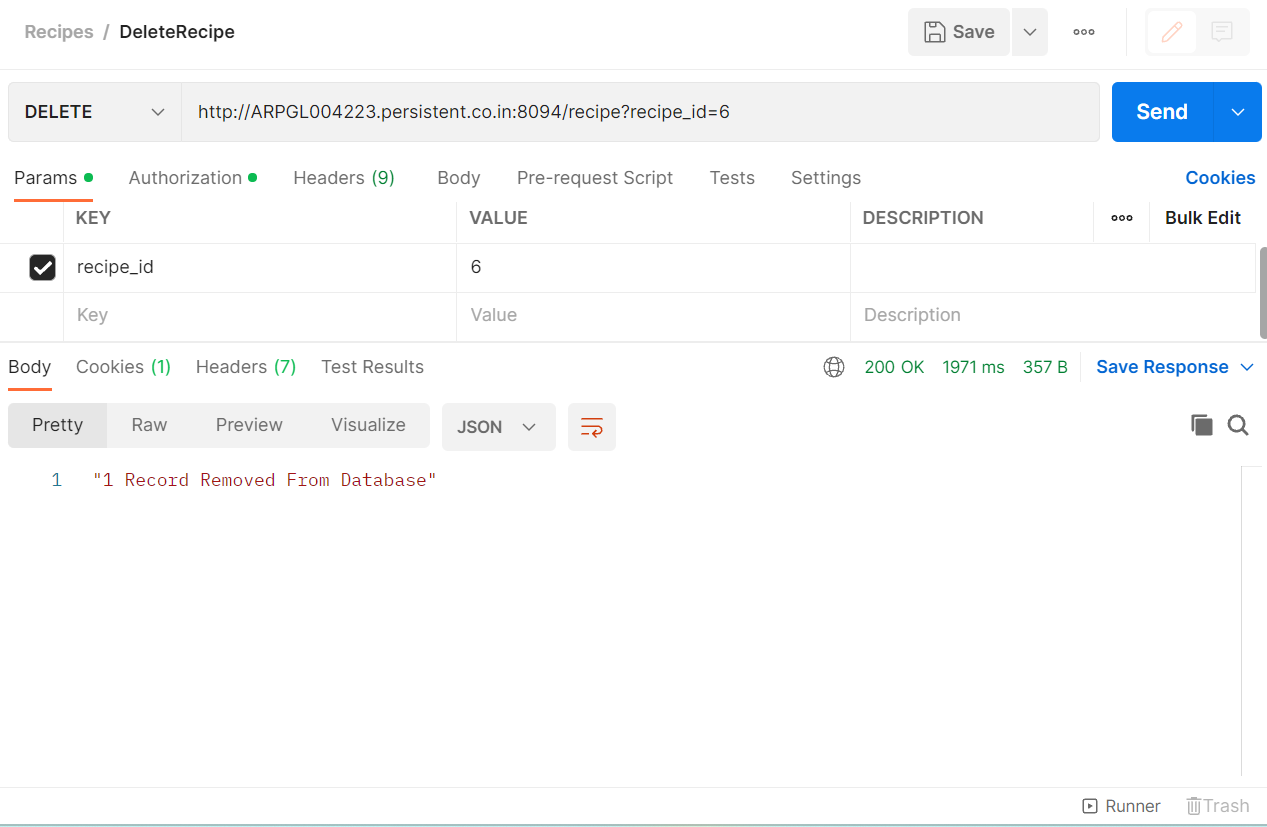 Recipes / DeleteRecipe Save
DELETE http://ARPGL004223.persistent.co.in:8094/recipe?recipe_id=6 Send
Params Authorization Headers (9) Body Pre-request Script Tests Settings Cookies
KEY VALUE DESCRIPTION Bulk Edit
recipe_id 6
Key Value Description
Body Cookies (1) Headers (7) Test Results 200 OK 1971 ms 357 B Save Response
Pretty Raw Preview Visualize JSON
1 "1 Record Removed From Database"
Runner Trash